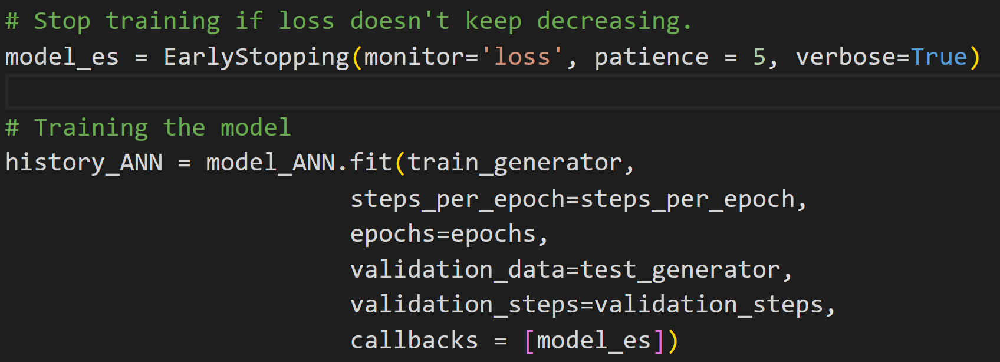 # Stop training if loss doesn't keep decreasing.
model_es = EarlyStopping(monitor='loss', patience = 5, verbose=True)
# Training the model
history_ANN = model_ANN.fit(train_generator,
steps_per_epoch=steps_per_epoch,
epochs=epochs,
validation_data=test_generator,
validation_steps=validation_steps,
callbacks = [model_es])